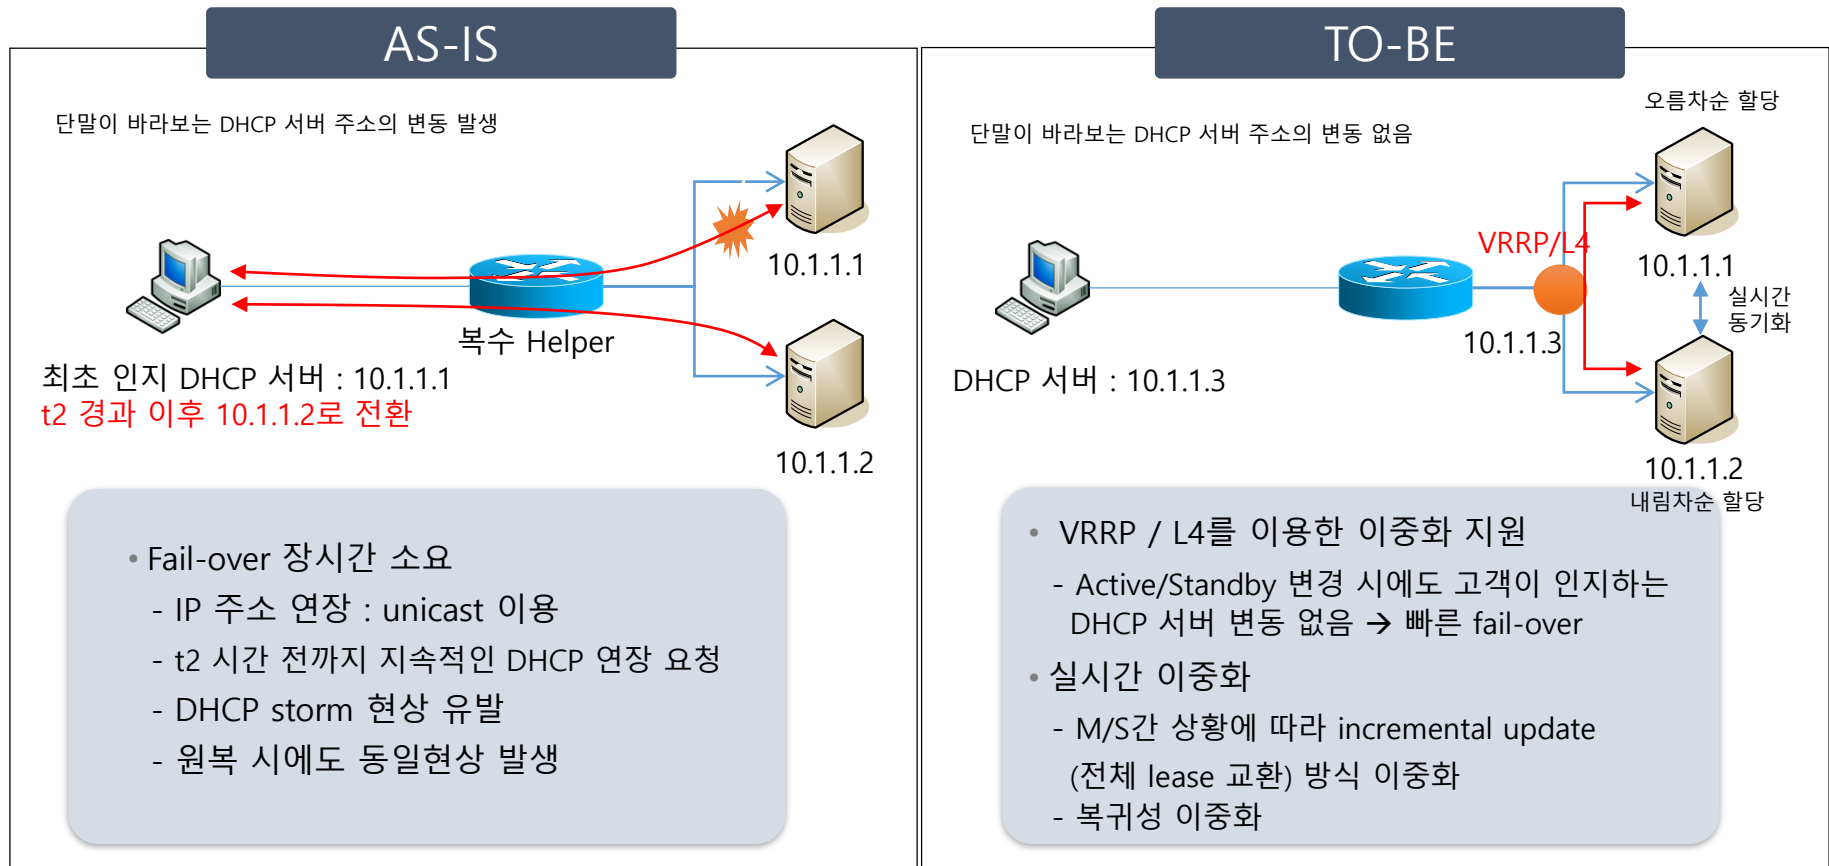 AS-IS
단말이 바라보는 DHCP 서버 주소의 변동 발생
10.1.1.1
복수 Helper
최초 인지 DHCP 서버 : 10.1.1.1
t2 경과 이후 10.1.1.2로 전환
10.1.1.2
• Fail-over 장시간 소요
- IP 주소 연장 : unicast 이용
- t2 시간 전까지 지속적인 DHCP 연장 요청
- DHCP storm 현상 유발
- 원복 시에도 동일현상 발생
TO-BE
오름차순 할당
단말이 바라보는 DHCP 서버 주소의 변동 없음
VRRP/L4
10.1.1.1
실시간
동기화
10.1.1.3
DHCP 서버 : 10.1.1.3
10.1.1.2
내림차순 할당
• VRRP / L4를 이용한 이중화 지원
- Active/Standby 변경 시에도 고객이 인지하는
DHCP 서버 변동 없음 → 빠른 fail-over
• 실시간 이중화
- M/S간 상황에 따라 incremental update
(전체 lease 교환) 방식 이중화
- 복귀성 이중화